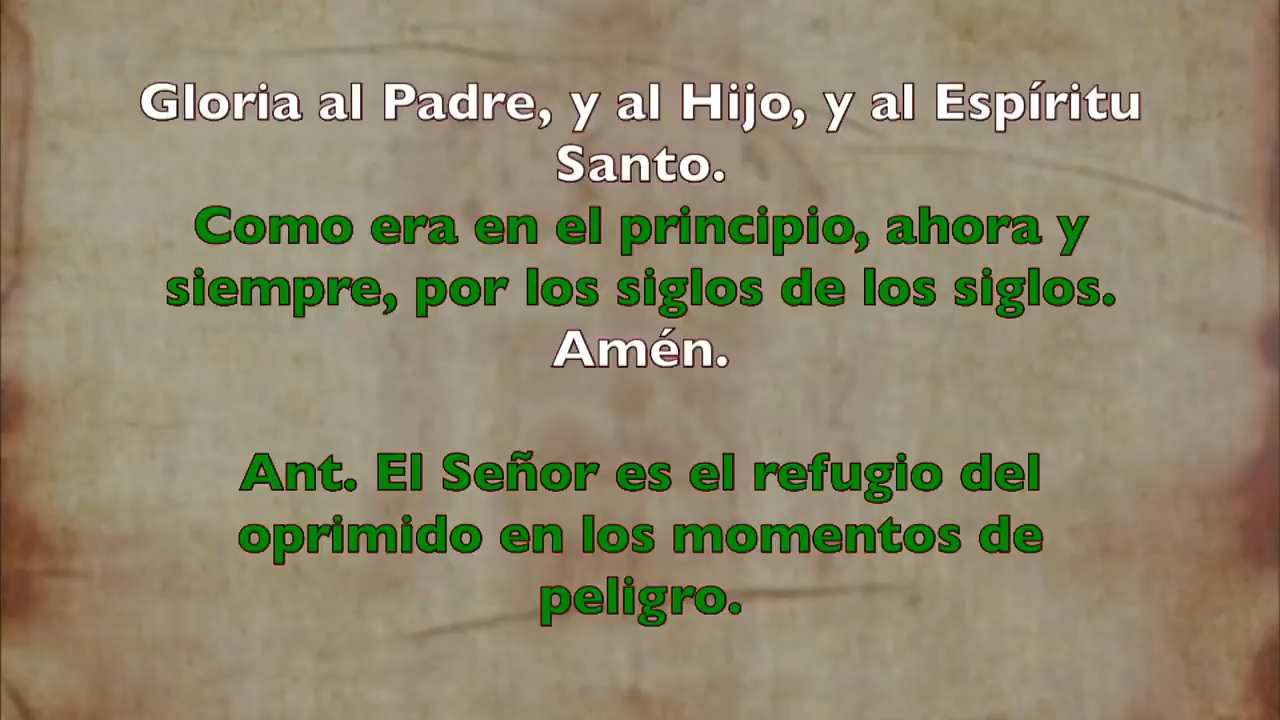 Gloria al Padre, y al Hijo, y al Espíritu
Santo.
Como era en el principio, ahora y
siempre, por los siglos de los siglos.
Amén.
Ant. El Señor es el refugio del
oprimido en los momentos de
peligro.